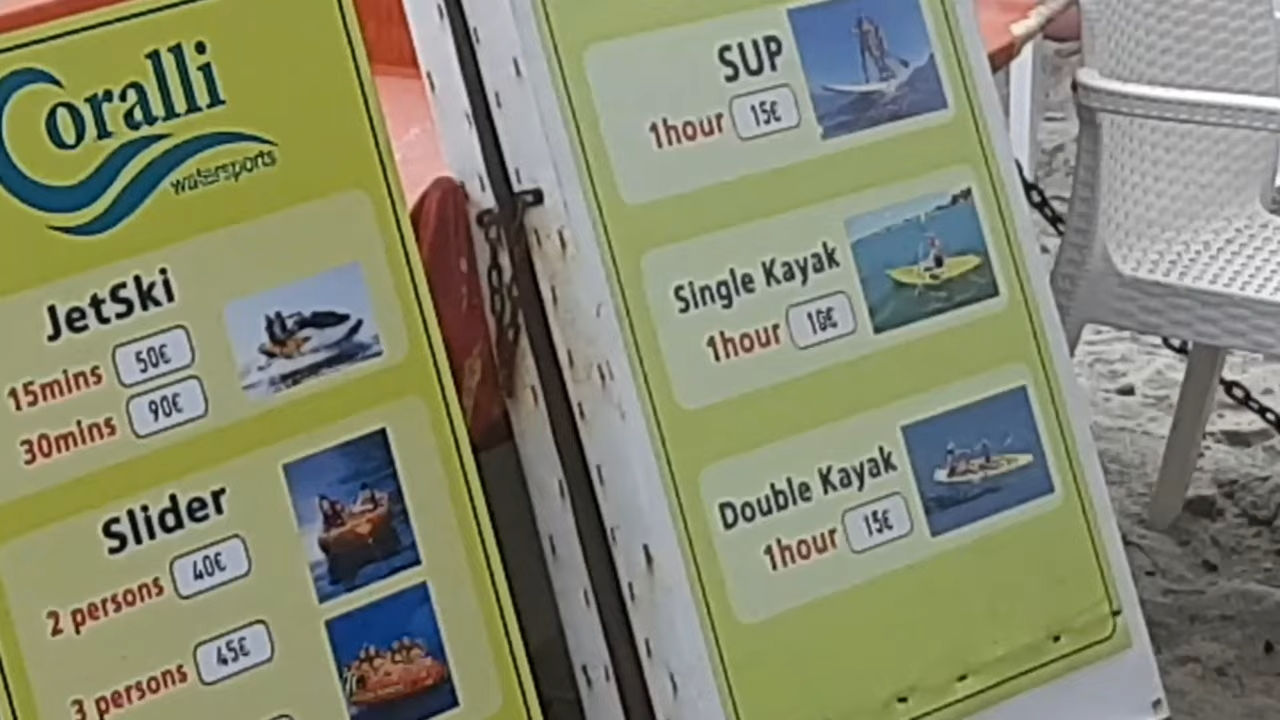 Coralli
watersports
JetSki
15mins 50€
30mins 90€
Slider
2 persons 40€
3 persons 45€
SUP
1hour 15€
Single Kayak
1hour 10€
Double Kayak
1hour 15€